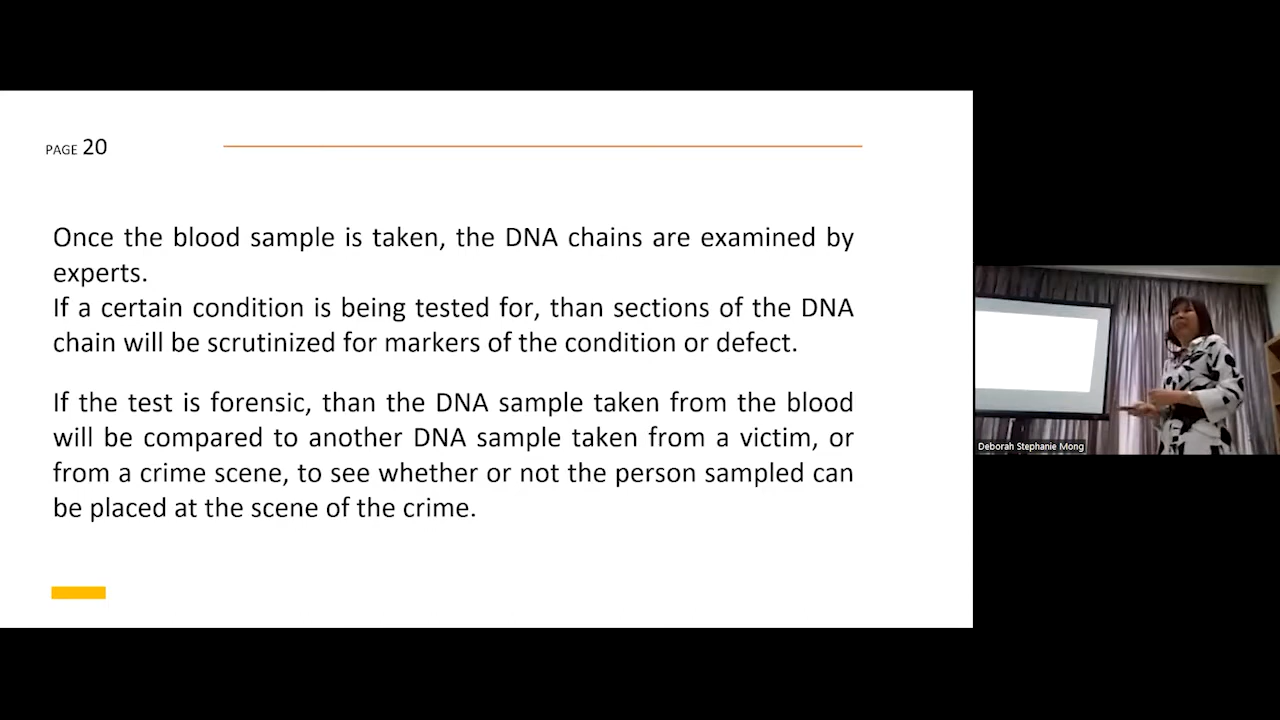 PAGE 20
Once the blood sample is taken, the DNA chains are examined by
experts.
If a certain condition is being tested for, than sections of the DNA
chain will be scrutinized for markers of the condition or defect.
If the test is forensic, than the DNA sample taken from the blood
will be compared to another DNA sample taken from a victim, or
from a crime scene, to see whether or not the person sampled can
be placed at the scene of the crime.
Deborah Stephanie Mong